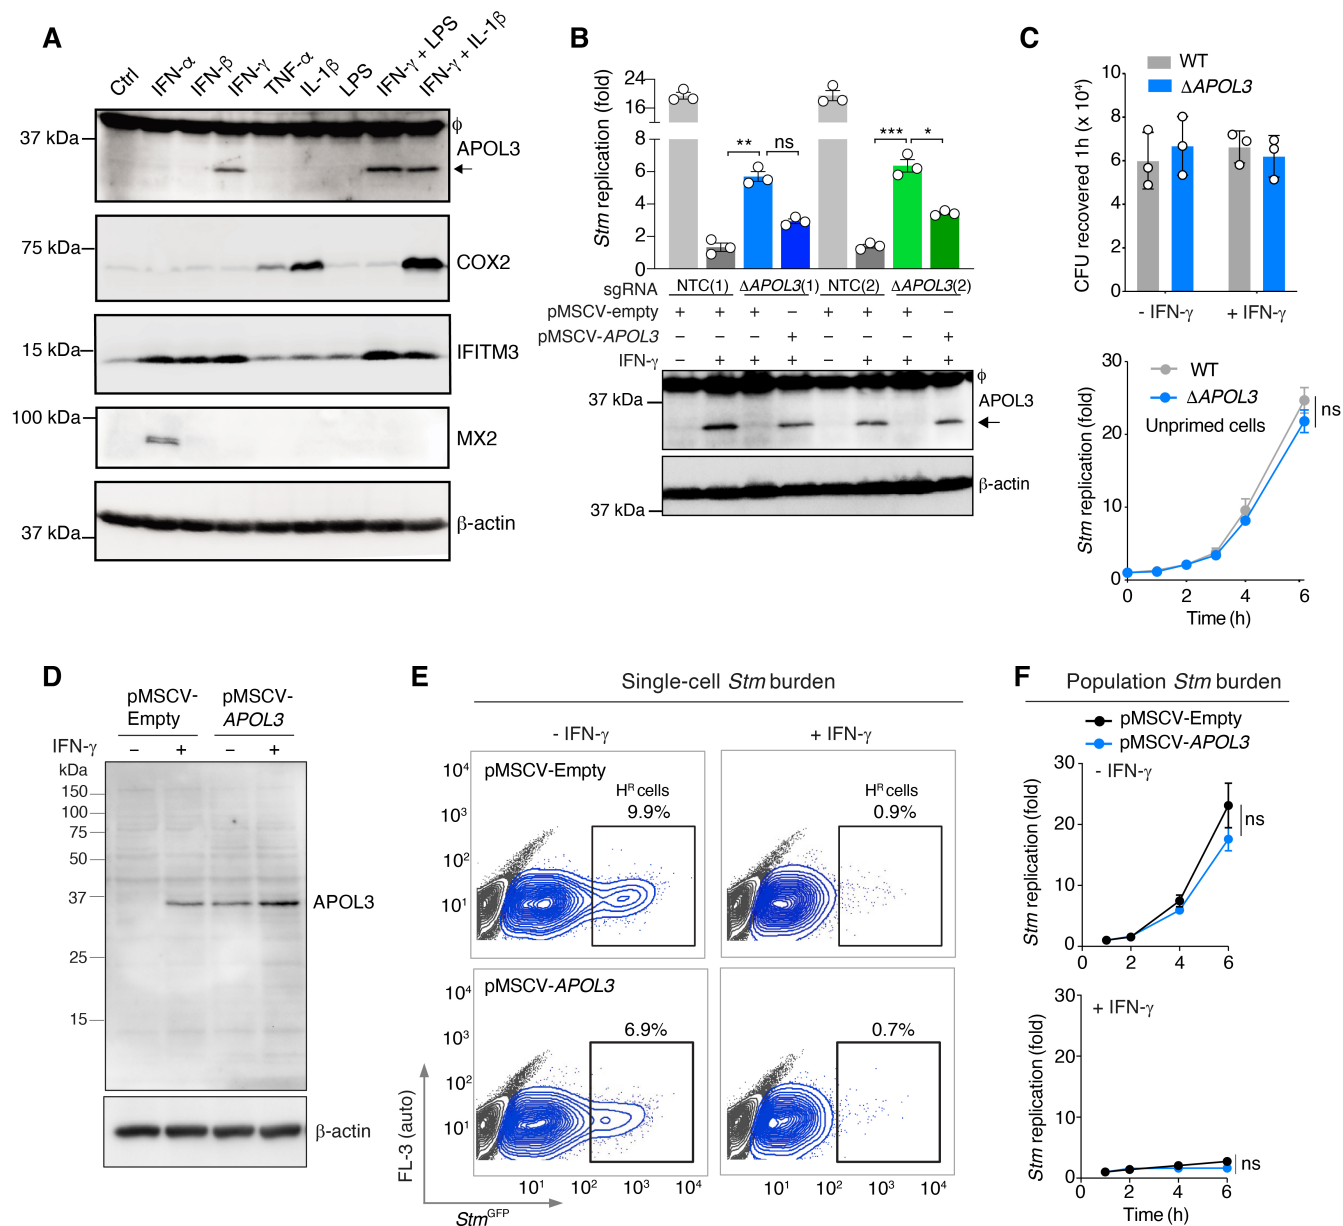 A
Ctrl
IFN-α
IFN-β
IFN-γ
TNF-α
IL-1β
LPS
IFN-γ + LPS
IFN-γ + IL-1β
37 kDa
ϕ
APOL3
75 kDa
COX2
15 kDa
IFITM3
100 kDa
MX2
37 kDa
β-actin
B
Stm replication (fold)
24
16
8
6
4
2
0
**
ns
***
*
sgRNA NTC(1) ΔAPOL3(1) NTC(2) ΔAPOL3(2)
pMSCV-empty + + + − + + + −
pMSCV-APOL3 − − − + − − − +
IFN-γ − + + + − + + +
ϕ
37 kDa
APOL3
β-actin
37 kDa
C
WT
ΔAPOL3
CFU recovered 1h (x 10⁴)
10
8
6
4
2
0
- IFN-γ + IFN-γ
WT
ΔAPOL3
Unprimed cells
Stm replication (fold)
30
20
10
0
ns
0 2 4 6
Time (h)
D
pMSCV-Empty
pMSCV-APOL3
IFN-γ − + − +
kDa
150
100
75
50
37
25
15
APOL3
β-actin
E
Single-cell Stm burden
- IFN-γ + IFN-γ
pMSCV-Empty
Hᴿ cells
9.9%
Hᴿ cells
0.9%
10⁴
10³
10²
10¹
pMSCV-APOL3
6.9%
0.7%
10⁴
10³
10²
10¹
FL-3 (auto)
10¹ 10² 10³ 10⁴
10¹ 10² 10³ 10⁴
Stmᴳᶠᴾ
F
Population Stm burden
pMSCV-Empty
pMSCV-APOL3
- IFN-γ
Stm replication (fold)
30
20
10
0
ns
0 2 4 6
+ IFN-γ
Stm replication (fold)
30
20
10
0
ns
0 2 4 6
Time (h)